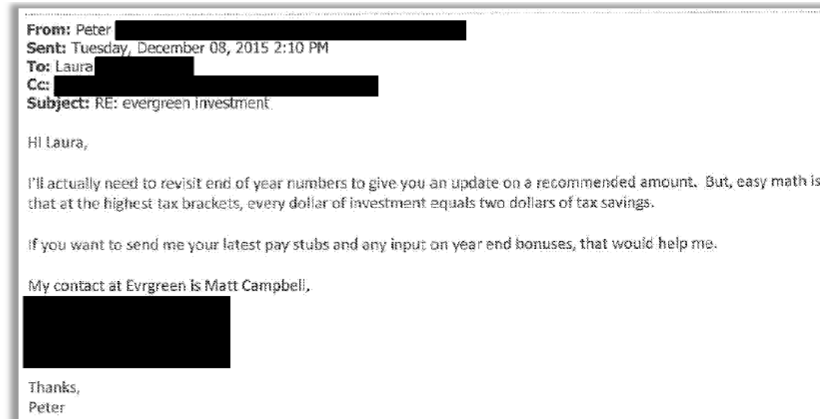 From: Peter
Sent: Tuesday, December 08, 2015 2:10 PM
To: Laura
Cc:
Subject: RE: evergreen investment
Hi Laura,
I'll actually need to revisit end of year numbers to give you an update on a recommended amount. But, easy math is
that at the highest tax brackets, every dollar of investment equals two dollars of tax savings.
If you want to send me your latest pay stubs and any input on year end bonuses, that would help me.
My contact at Evrgreen is Matt Campbell,
Thanks,
Peter